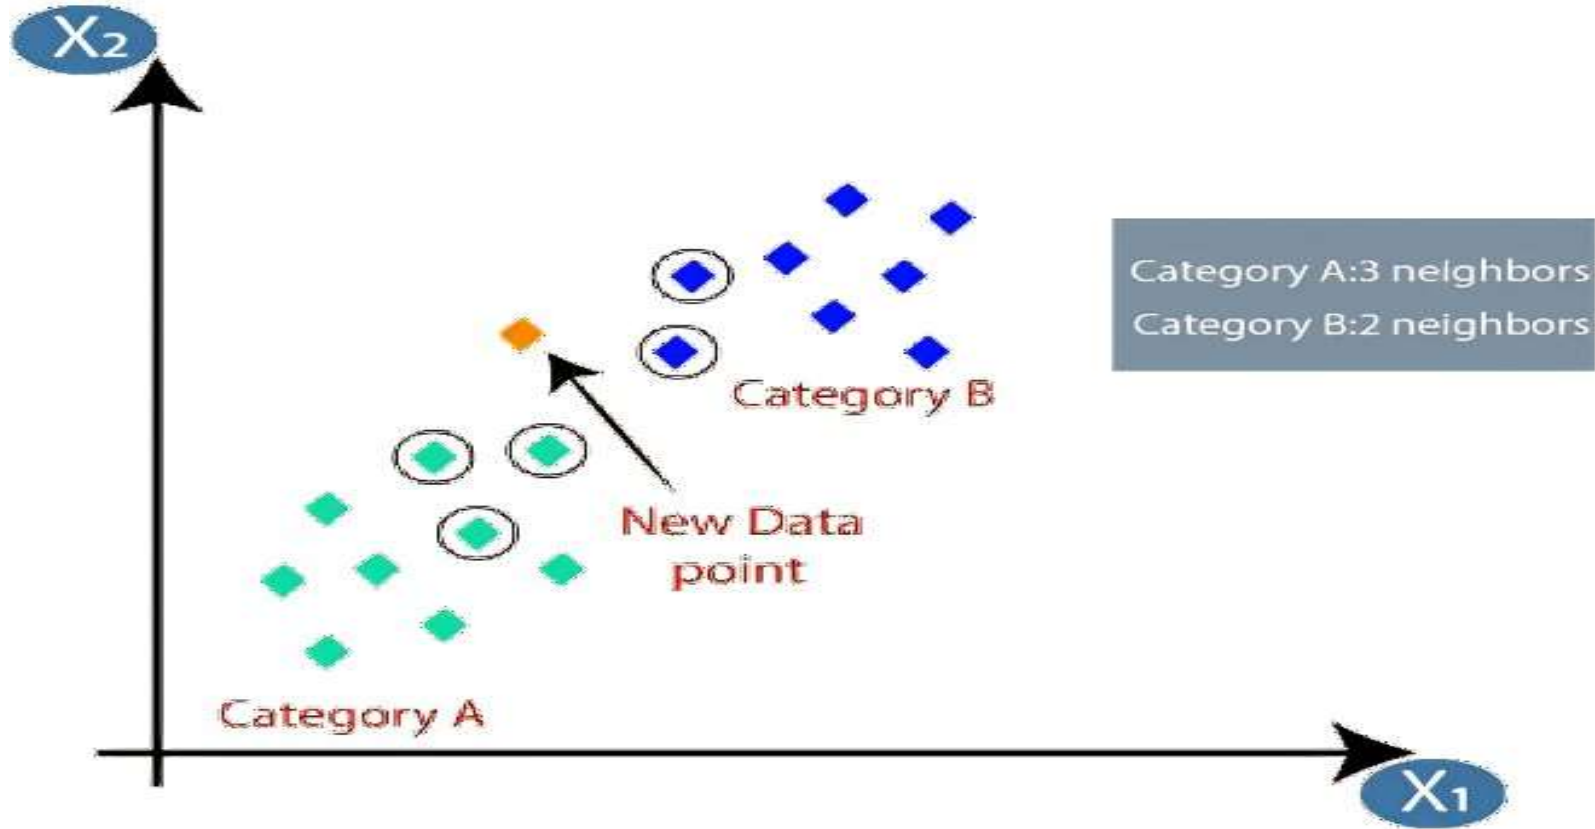 X₂
Category A:3 neighbors
Category B:2 neighbors
Category B
New Data
point
Category A
X₁